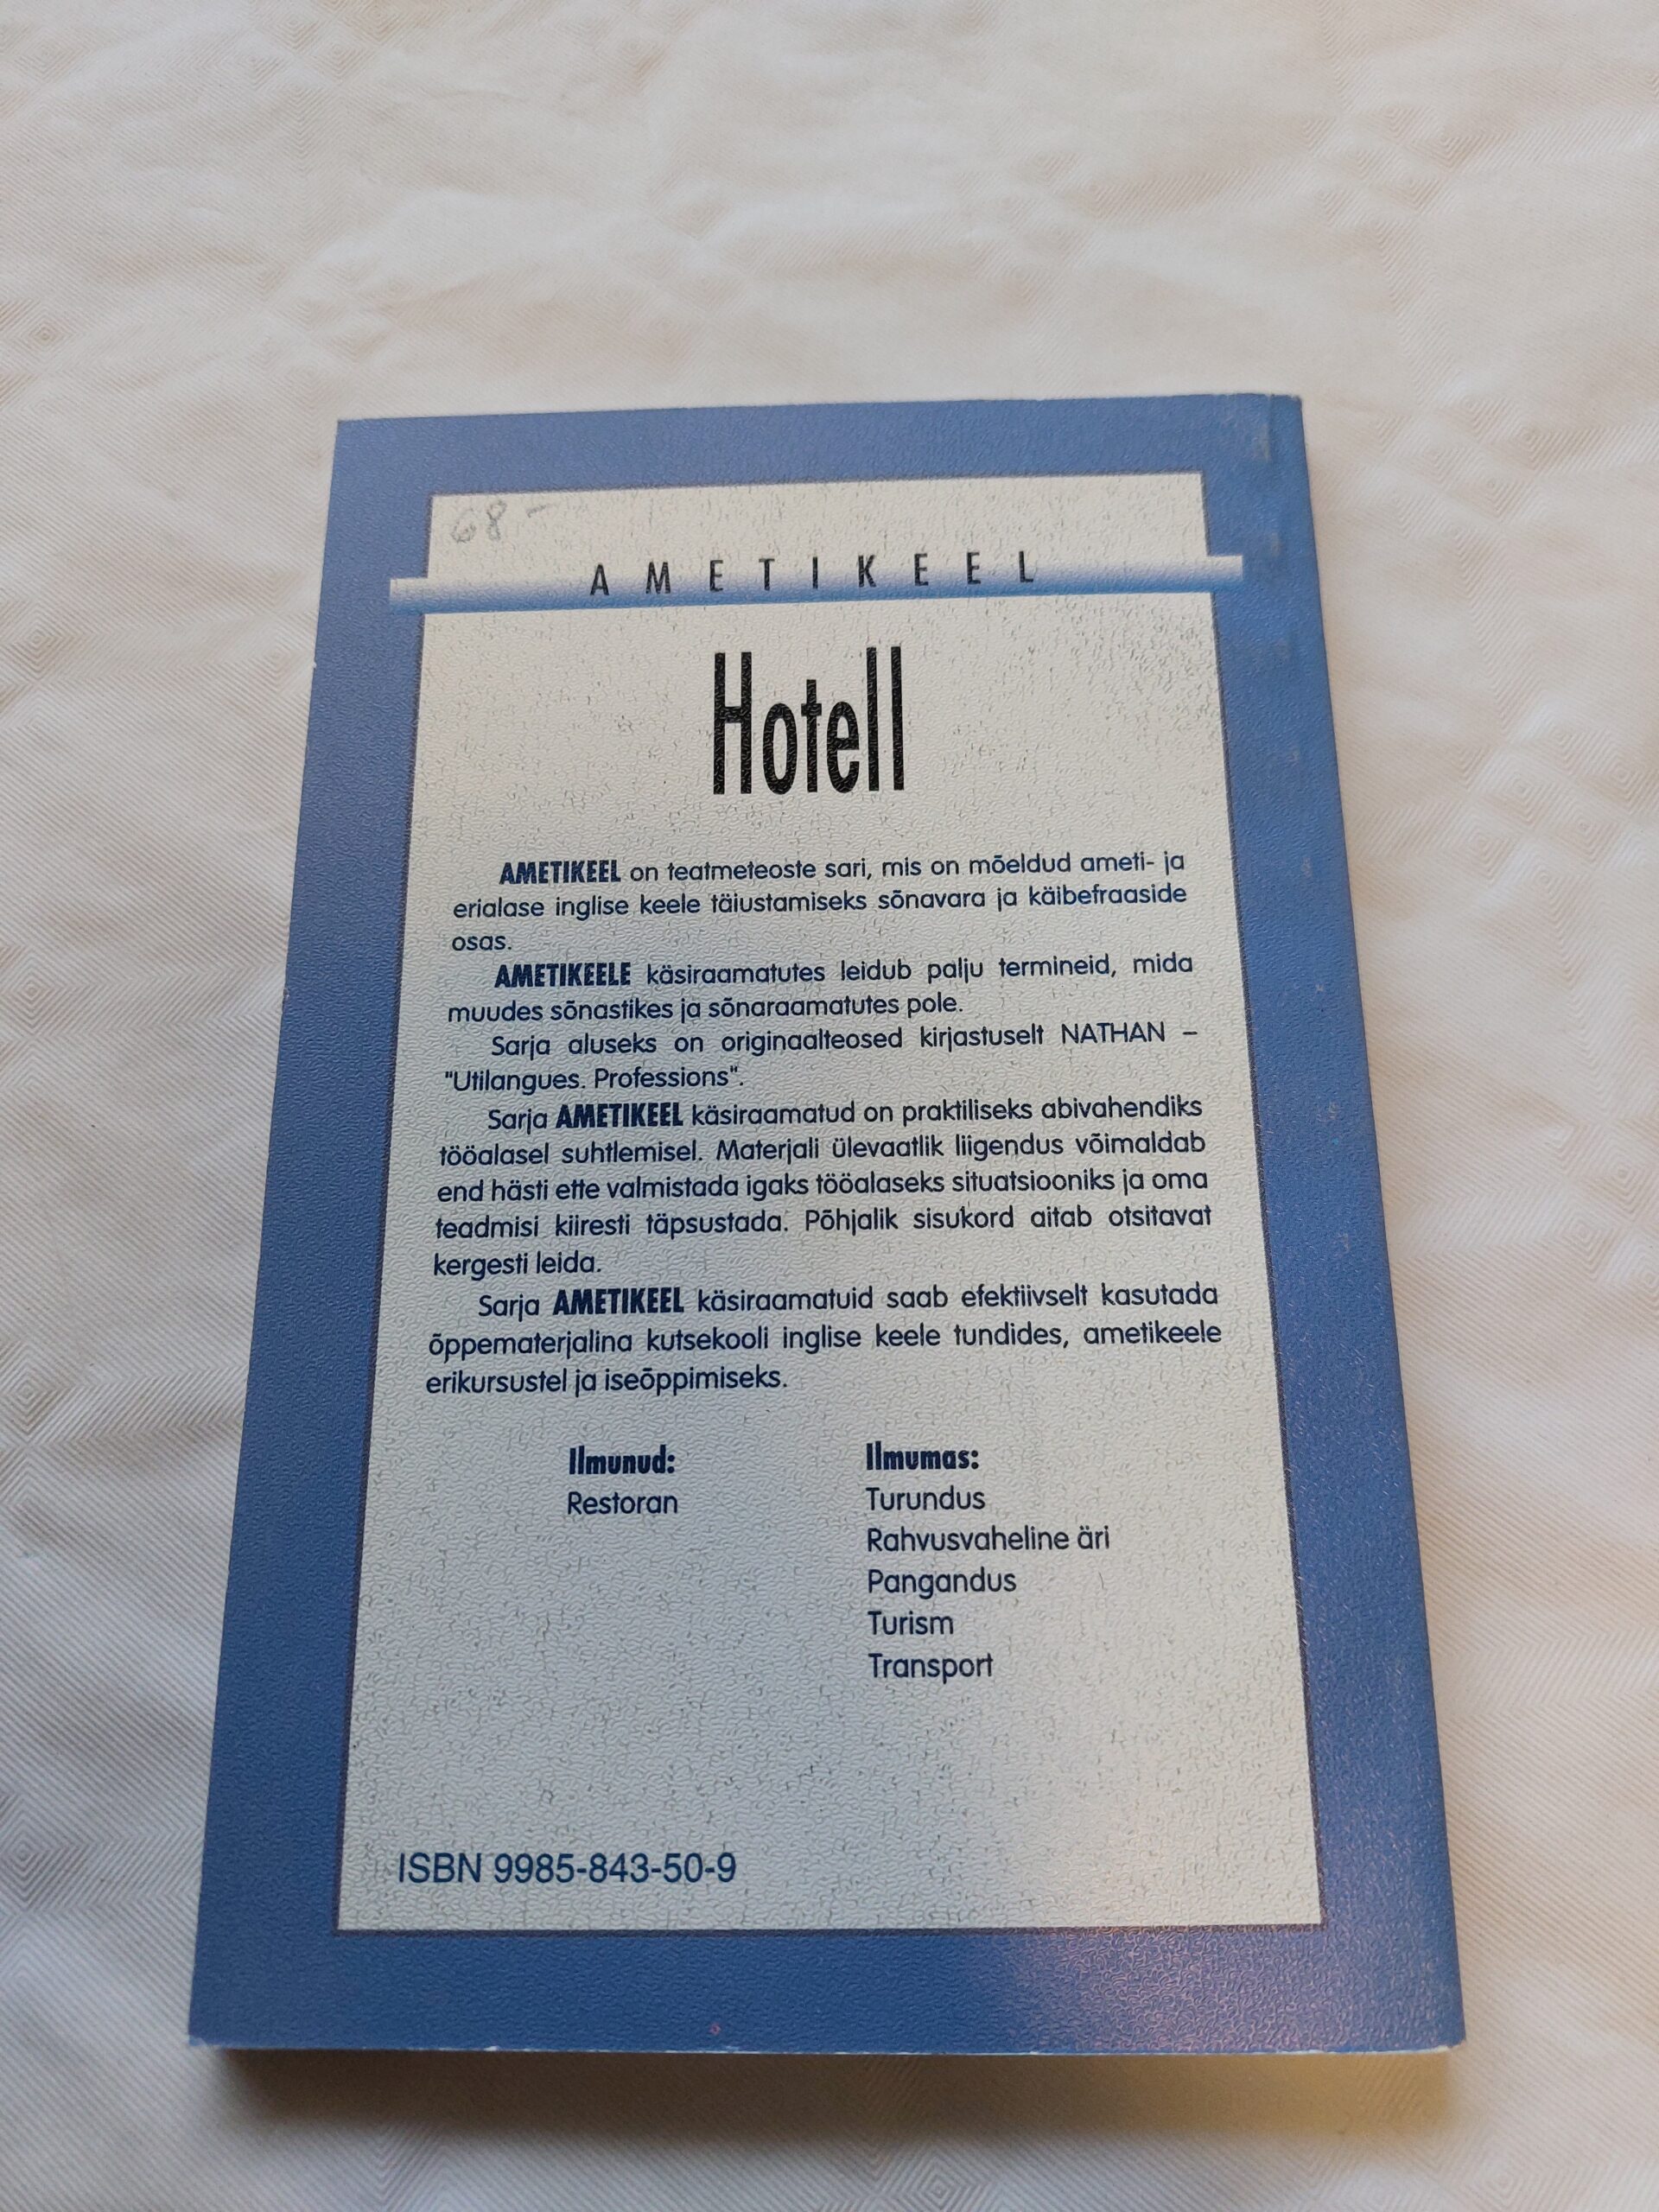 68 -
AMETIKEEL
Hotell
AMETIKEEL on teatmeteoste sari, mis on mõeldud ameti- ja
erialase inglise keele täiustamiseks sõnavara ja käibefraaside
osas.
AMETIKEELE käsiraamatutes leidub palju termineid, mida
muudes sõnastikes ja sõnaraamatutes pole.
Sarja aluseks on originaalteosed kirjastuselt NATHAN –
"Utilangues. Professions".
Sarja AMETIKEEL käsiraamatud on praktiliseks abivahendiks
tööalasel suhtlemisel. Materjali ülevaatlik liigendus võimaldab
end hästi ette valmistada igaks tööalaseks situatsiooniks ja oma
teadmisi kiiresti täpsustada. Põhjalik sisukord aitab otsitavat
kergesti leida.
Sarja AMETIKEEL käsiraamatuid saab efektiivselt kasutada
õppematerjalina kutsekooli inglise keele tundides, ametikeele
erikursustel ja iseõppimiseks.
Ilmunud:
Restoran
Ilmumas:
Turundus
Rahvusvaheline äri
Pangandus
Turism
Transport
ISBN 9985-843-50-9